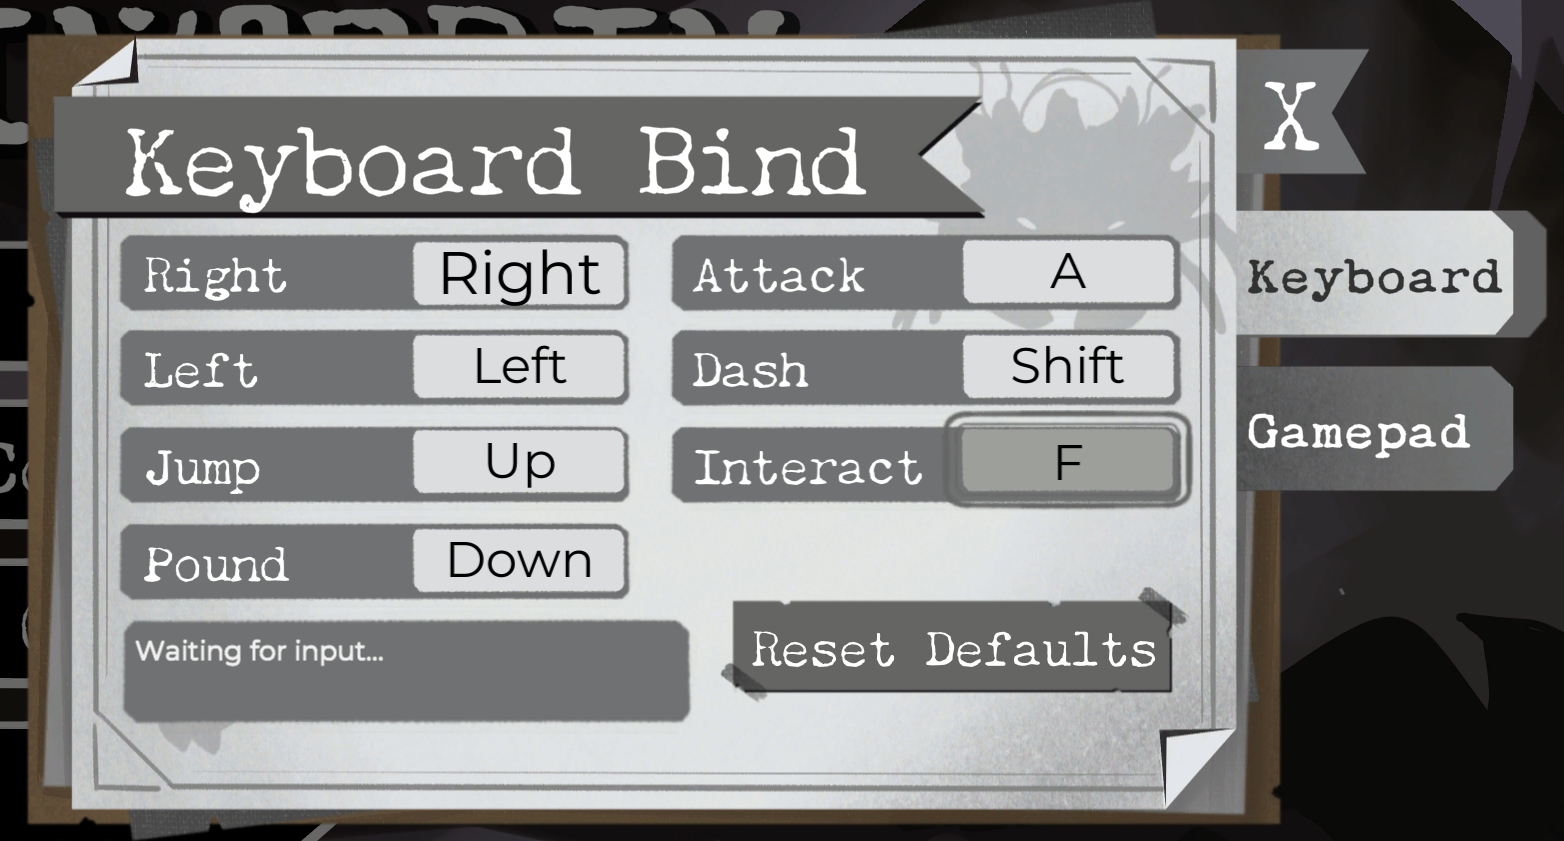 Keyboard Bind
X
Right Right
Attack A
Left Left
Dash Shift
Jump Up
Interact F
Pound Down
Waiting for input...
Reset Defaults
Keyboard
Gamepad